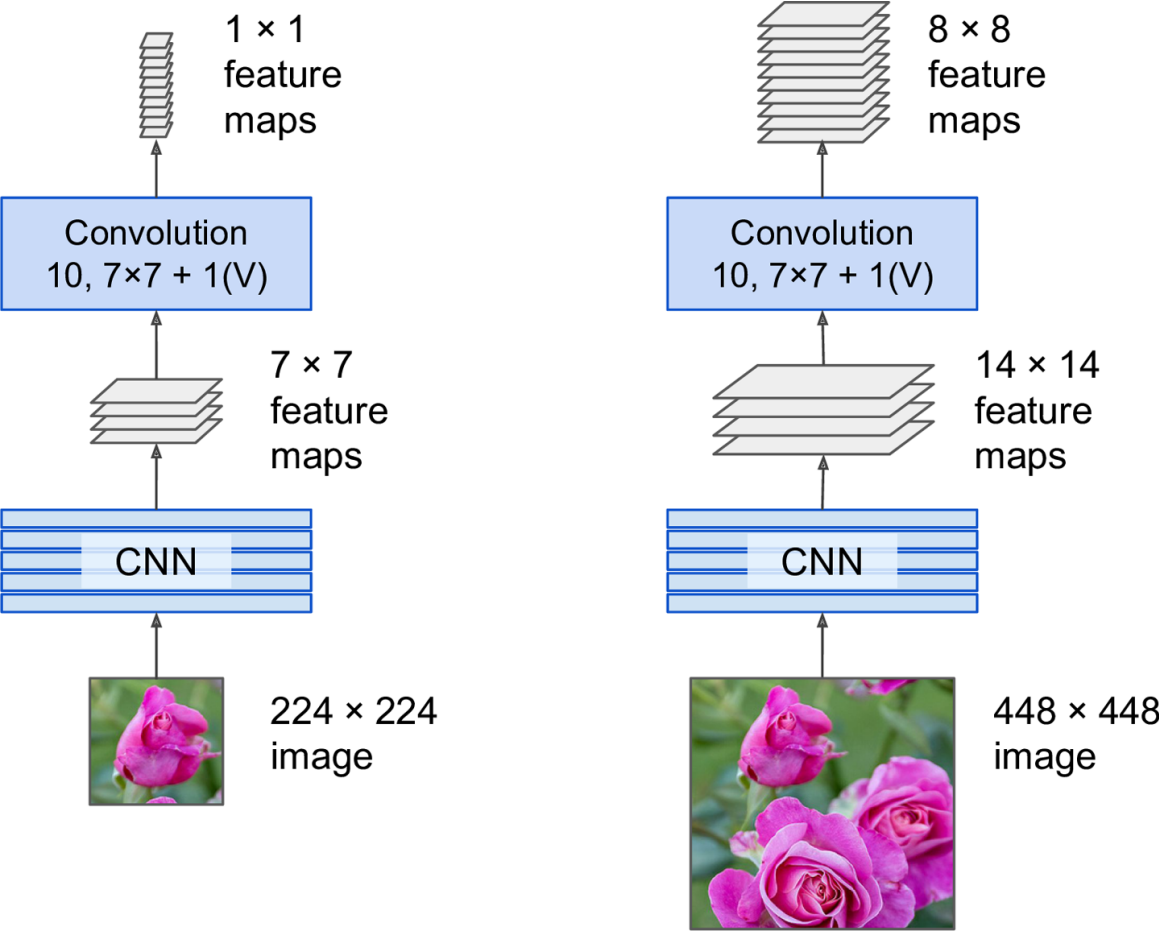 1 × 1
feature
maps
Convolution
10, 7×7 + 1(V)
7 × 7
feature
maps
CNN
224 × 224
image
8 × 8
feature
maps
Convolution
10, 7×7 + 1(V)
14 × 14
feature
maps
CNN
448 × 448
image